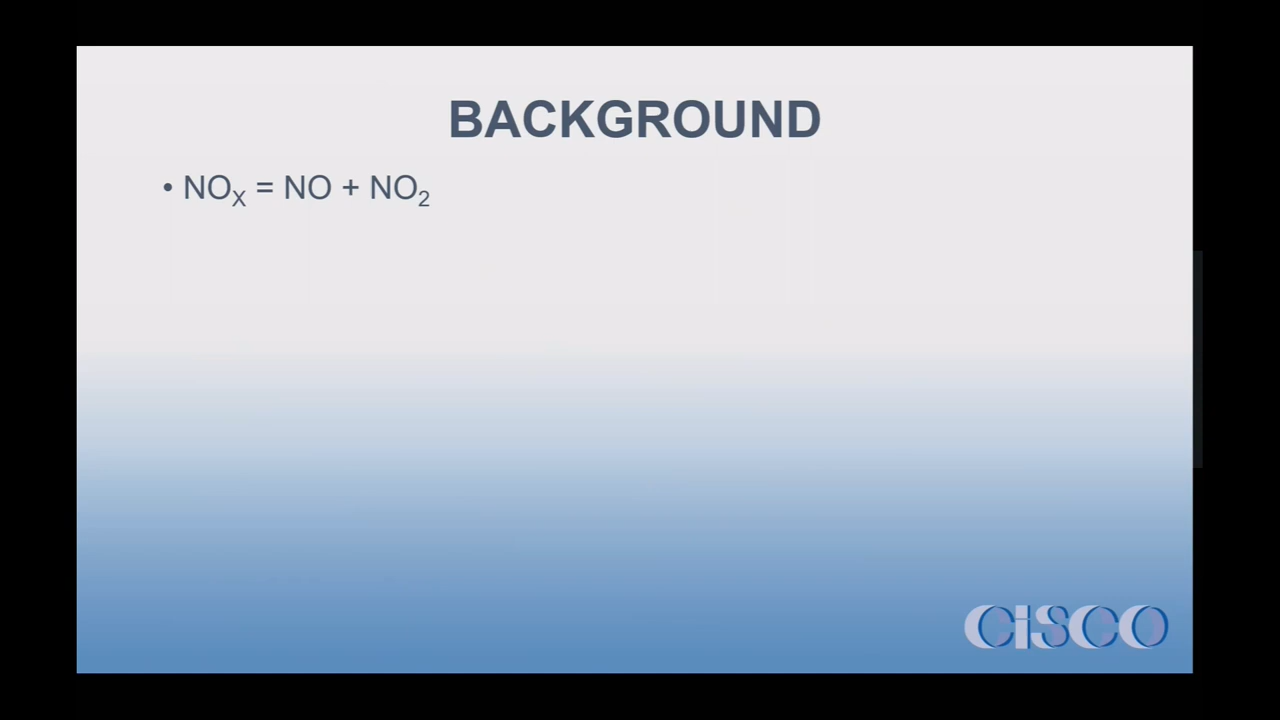 BACKGROUND
• NOₓ = NO + NO₂
CiSCO